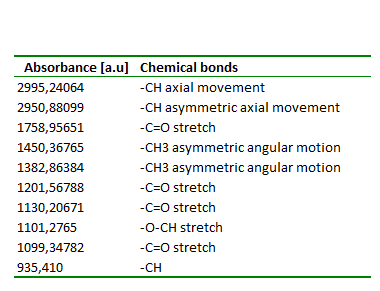 Absorbance [a.u] Chemical bonds
2995,24064 -CH axial movement
2950,88099 -CH asymmetric axial movement
1758,95651 -C=O stretch
1450,36765 -CH3 asymmetric angular motion
1382,86384 -CH3 asymmetric angular motion
1201,56788 -C=O stretch
1130,20671 -C=O stretch
1101,2765 -O-CH stretch
1099,34782 -C=O stretch
935,410 -CH